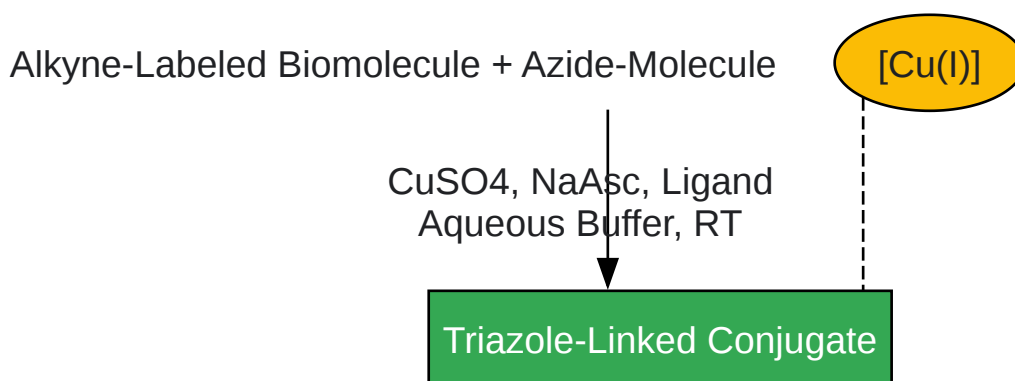 Alkyne-Labeled Biomolecule + Azide-Molecule
[Cu(I)]
CuSO4, NaAsc, Ligand
Aqueous Buffer, RT
Triazole-Linked Conjugate